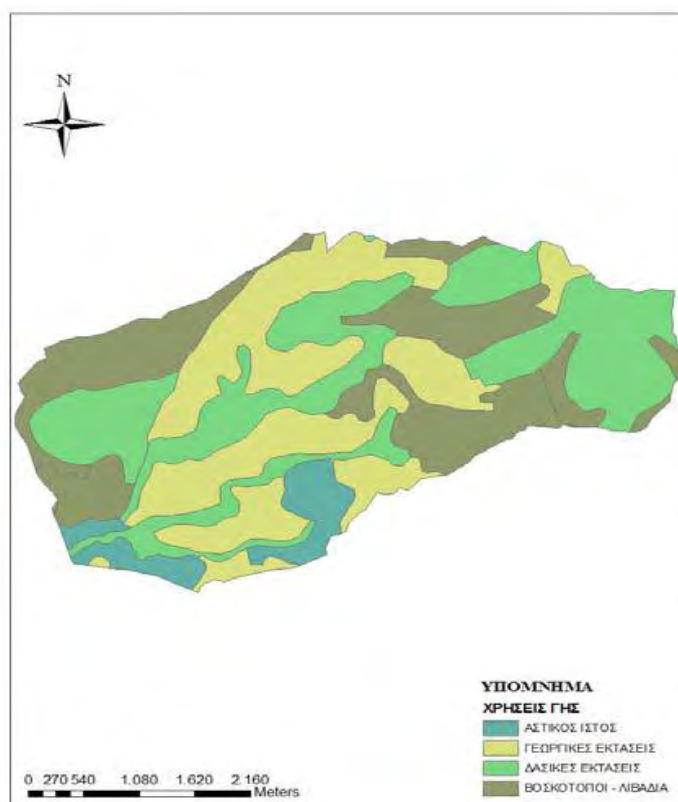 N
ΥΠΟΜΝΗΜΑ
ΧΡΗΣΕΙΣ ΓΗΣ
ΑΣΤΙΚΟΣ ΙΣΤΟΣ
ΓΕΩΡΓΙΚΕΣ ΕΚΤΑΣΕΙΣ
ΔΑΣΙΚΕΣ ΕΚΤΑΣΕΙΣ
ΒΟΣΚΟΤΟΠΟΙ - ΛΙΒΑΔΙΑ
0 270 540 1.080 1.620 2.160
Meters